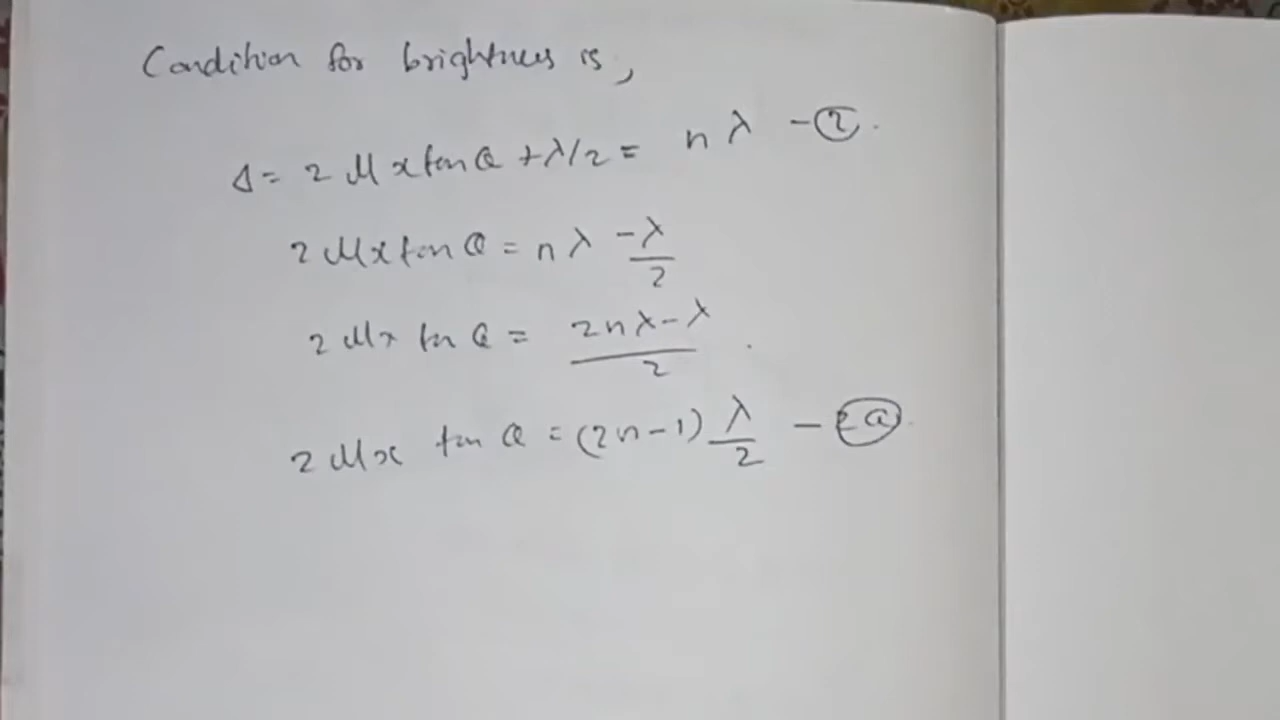 Condition for brightness is,
Δ = 2 μ x tan θ + λ/2 = n λ - ②.
2 μ x tan θ = n λ - λ/2
2 μ x tan θ = 2nλ - λ / 2
2 μ x tan θ = (2n-1) λ/2 - (2a)